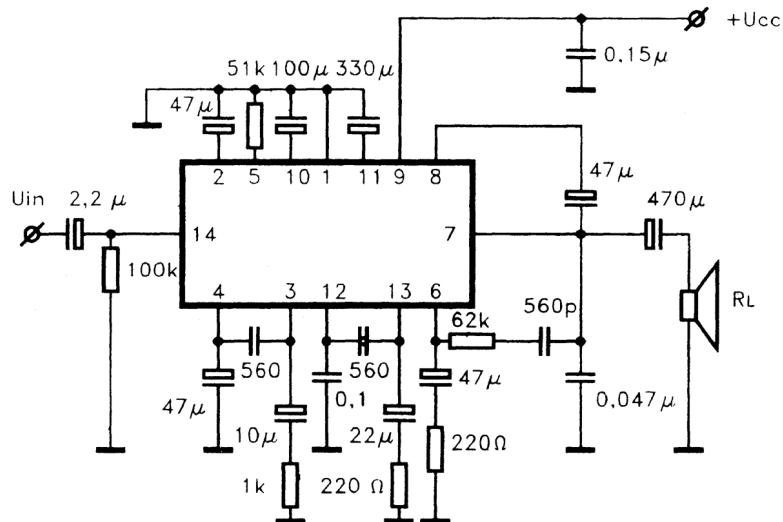 +Ucc
0,15µ
51k 100µ 330µ
47µ
2 5 10 1 11 9 8
47µ
470µ
Uin
2,2 µ
14
7
100k
RL
4 3 12 13 6
560p
62k
560
560
47µ
47µ
0,1
0,047µ
10µ
22µ
220Ω
1k
220 Ω